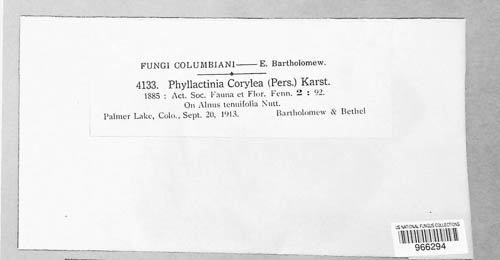 FUNGI COLUMBIANI—E. Bartholomew.
4133. Phyllactinia Corylea (Pers.) Karst.
1885 : Act. Soc. Fauna et Flor. Fenn. 2 : 92.
On Alnus tenuifolia Nutt.
Palmer Lake, Colo., Sept. 20, 1913. Bartholomew & Bethel
US NATIONAL FUNGUS COLLECTIONS
966294